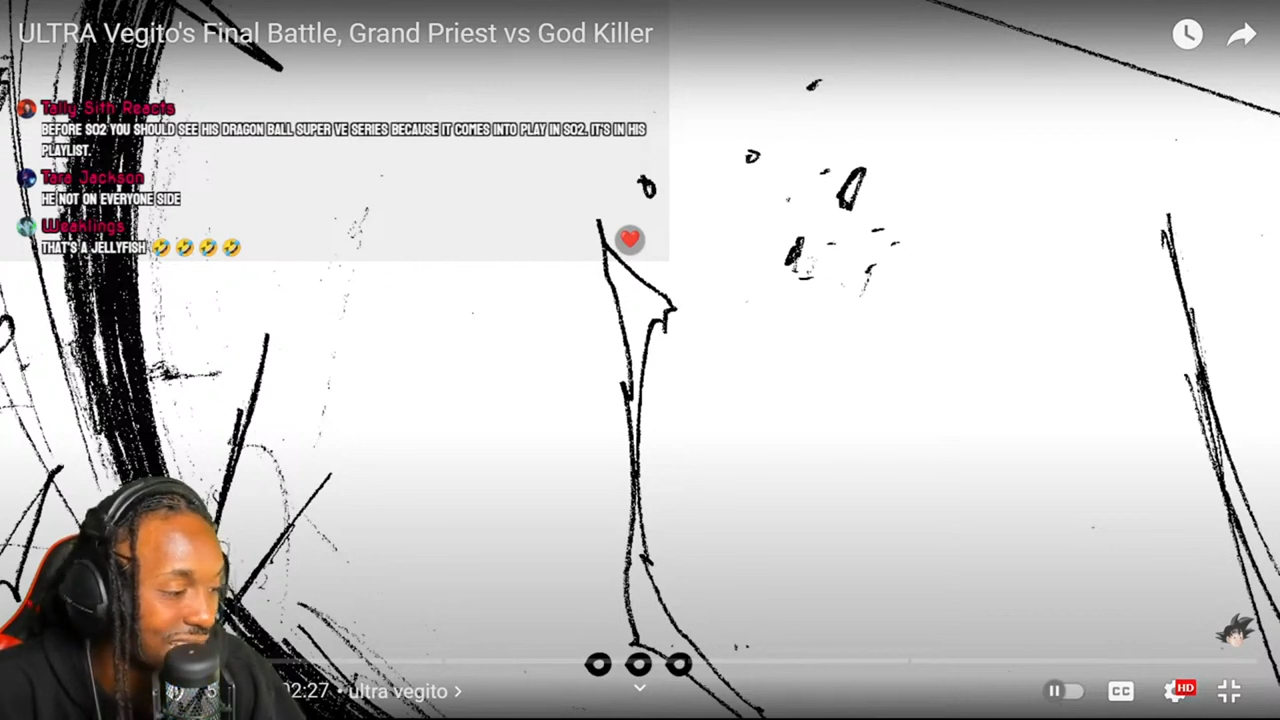 ULTRA Vegito's Final Battle, Grand Priest vs God Killer
Tally Sith Reacts
BEFORE SO2 YOU SHOULD SEE HIS DRAGON BALL SUPER VE SERIES BECAUSE IT COMES INTO PLAY IN SO2. IT'S IN HIS
PLAYLIST.
Tara Jackson
HE NOT ON EVERYONE SIDE
Weaklings
THAT'S A JELLYFISH 🤣 🤣 🤣 🤣
2:27 • ultra vegito >
CC
HD